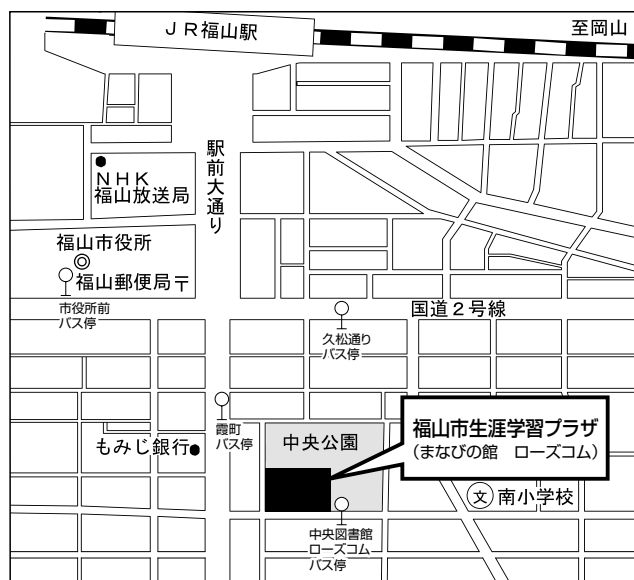 JR福山駅
至岡山
駅前大通り
NHK
福山放送局
福山市役所
◎
福山郵便局〒
市役所前
バス停
国道2号線
久松通り
バス停
霞町
バス停
もみじ銀行
中央公園
福山市生涯学習プラザ
(まなびの館 ローズコム)
文 南小学校
中央図書館
ローズコム
バス停